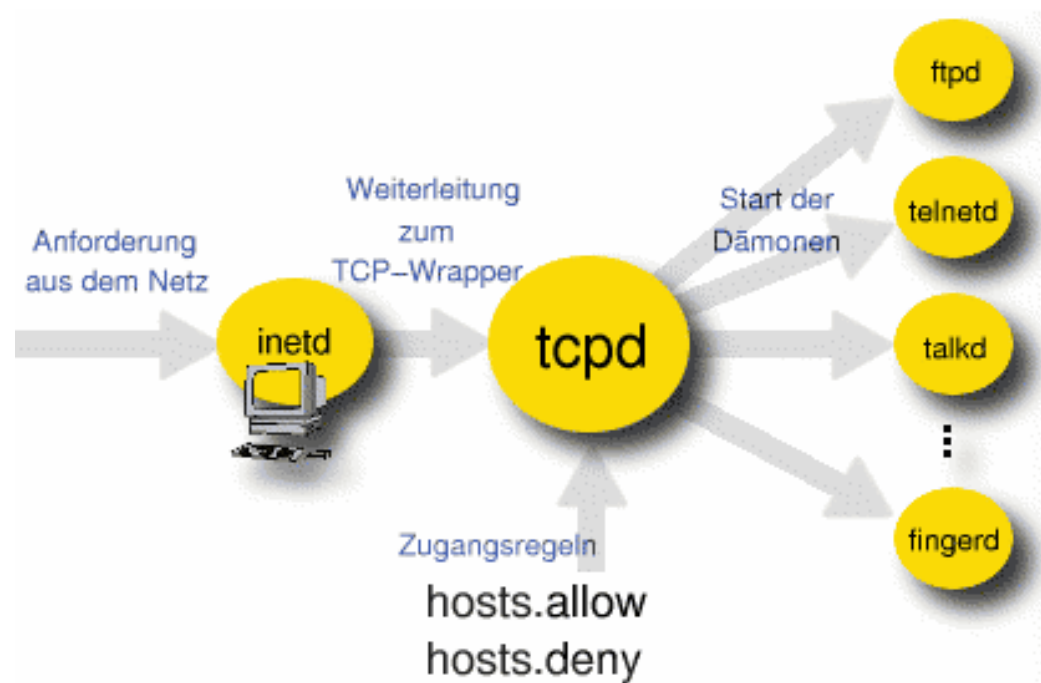 Anforderung
aus dem Netz
inetd
Weiterleitung
zum
TCP–Wrapper
tcpd
Zugangsregeln
hosts.allow
hosts.deny
Start der
Dämonen
ftpd
telnetd
talkd
⋮
fingerd